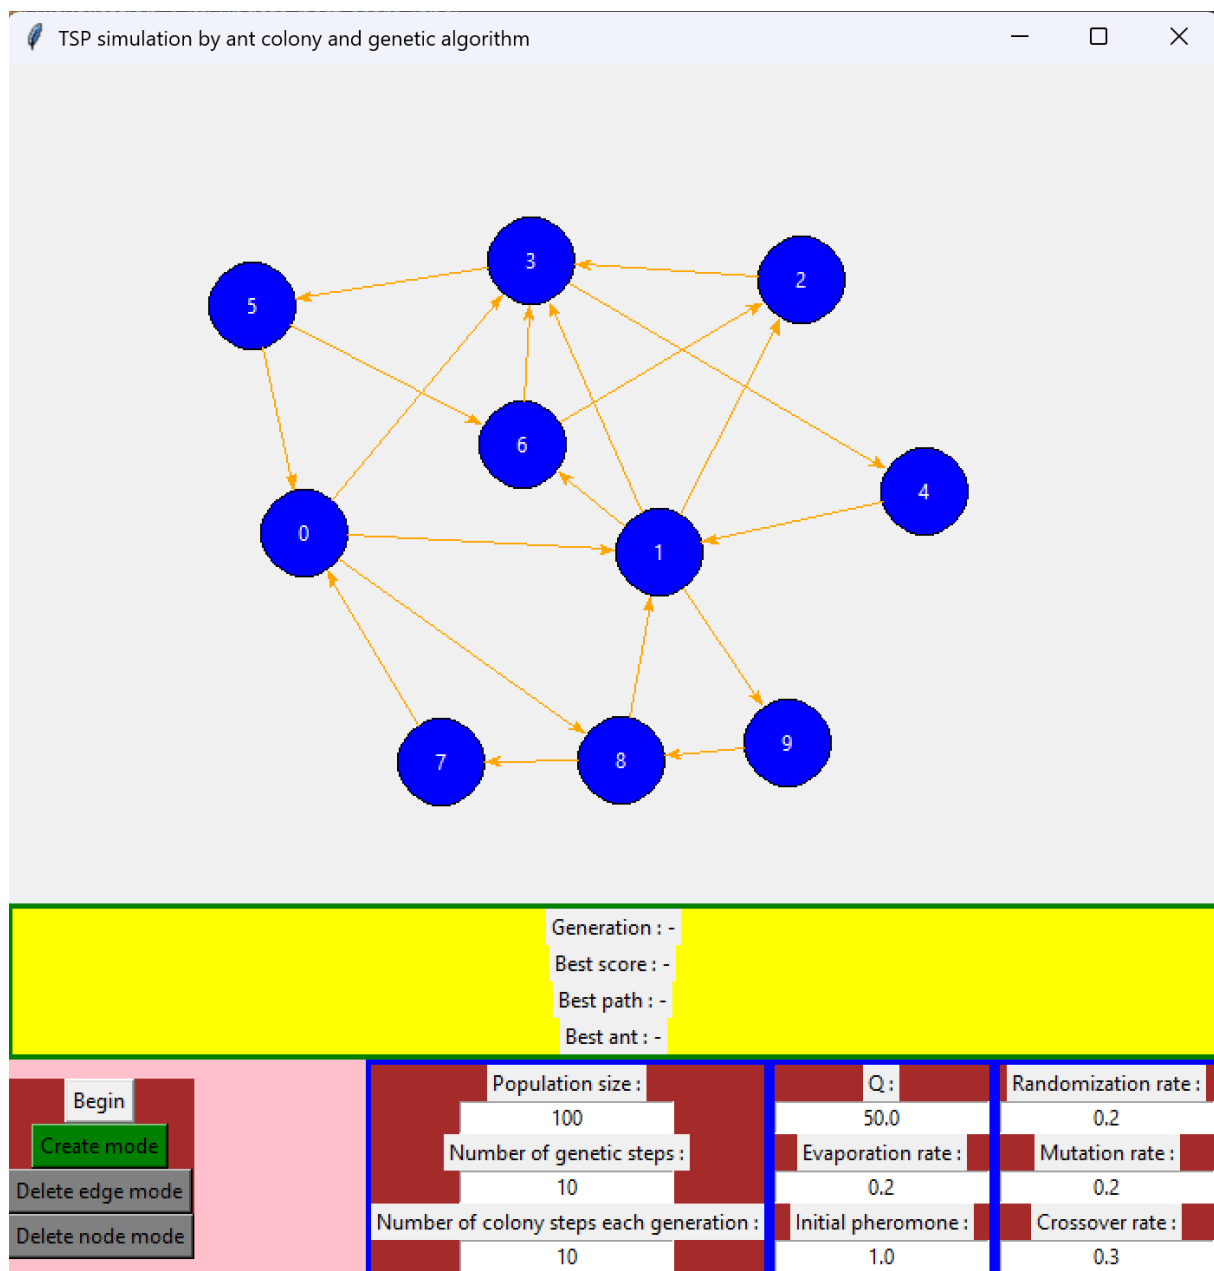 TSP simulation by ant colony and genetic algorithm
3
2
5
6
4
0
1
9
7
8
Generation : -
Best score : -
Best path : -
Best ant : -
Begin
Create mode
Delete edge mode
Delete node mode
Population size :
100
Number of genetic steps :
10
Number of colony steps each generation :
10
Q :
50.0
Evaporation rate :
0.2
Initial pheromone :
1.0
Randomization rate :
0.2
Mutation rate :
0.2
Crossover rate :
0.3